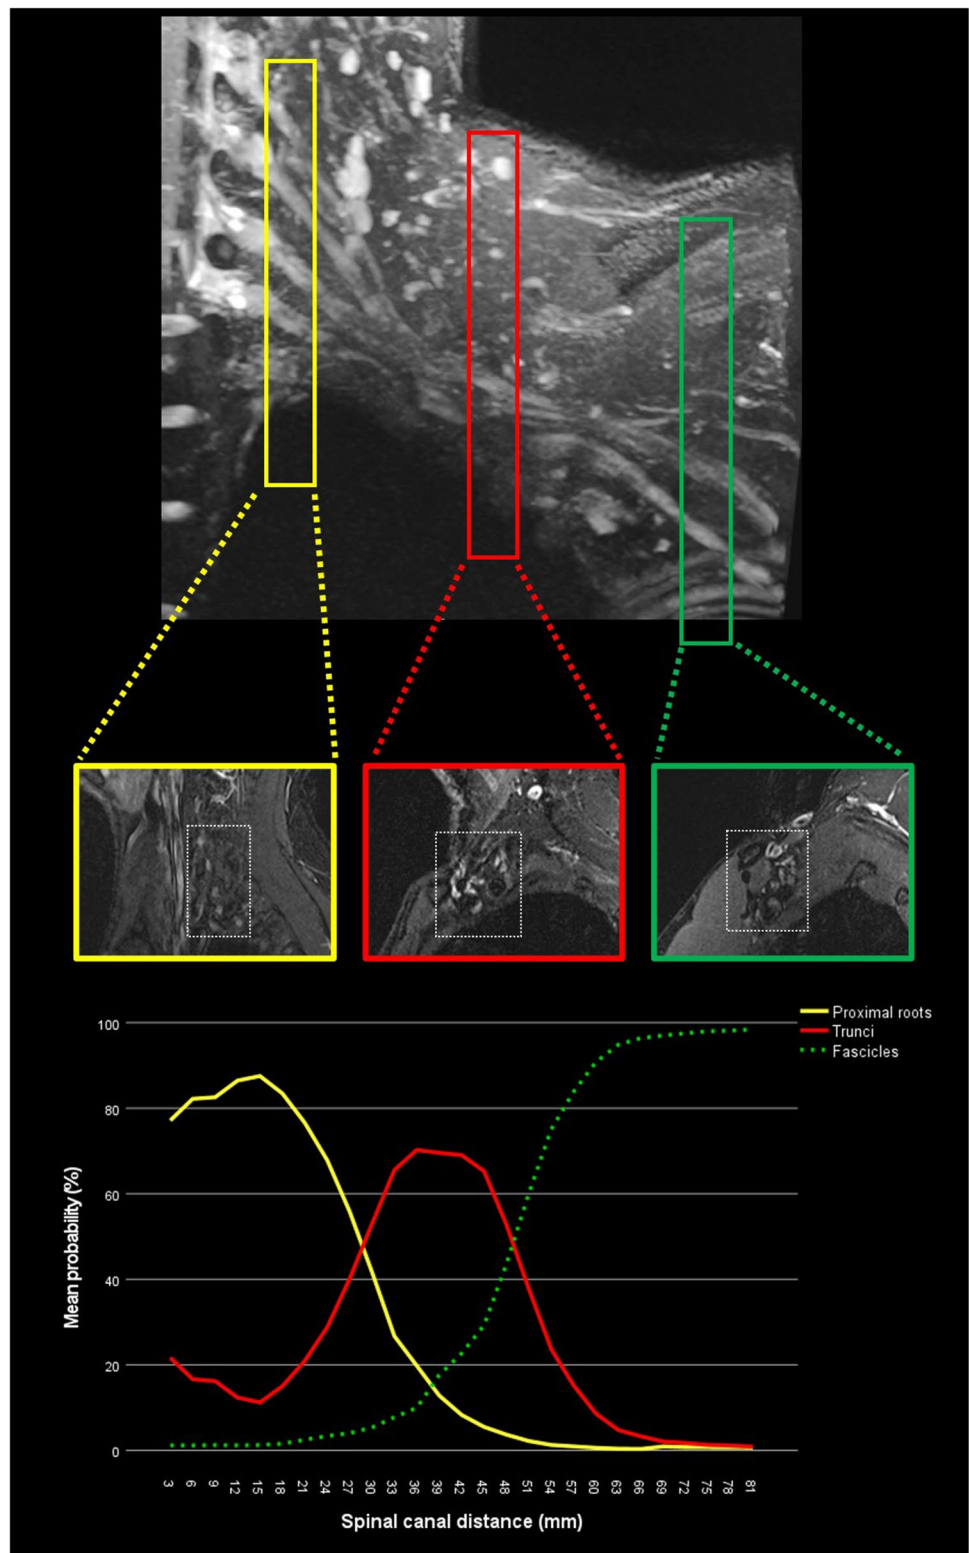 Proximal roots
Trunci
Fascicles
100
80
60
40
20
0
Mean probability (%)
3 6 9 12 15 18 21 24 27 30 33 36 39 42 45 48 51 54 57 60 63 66 69 72 75 78 81
Spinal canal distance (mm)